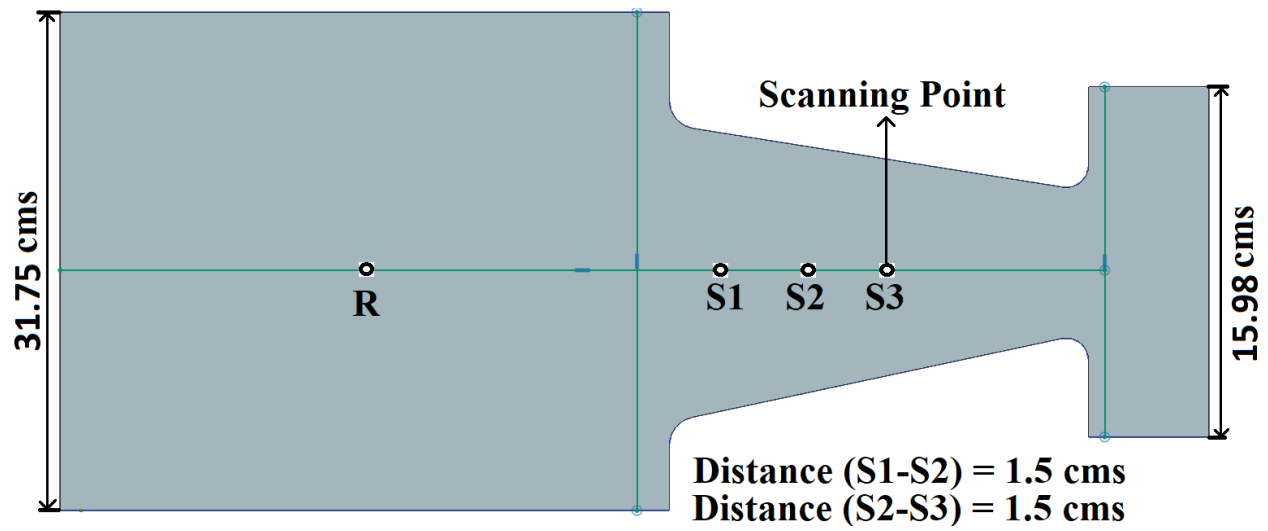 Scanning Point
31.75 cms
R
S1
S2
S3
15.98 cms
Distance (S1-S2) = 1.5 cms
Distance (S2-S3) = 1.5 cms